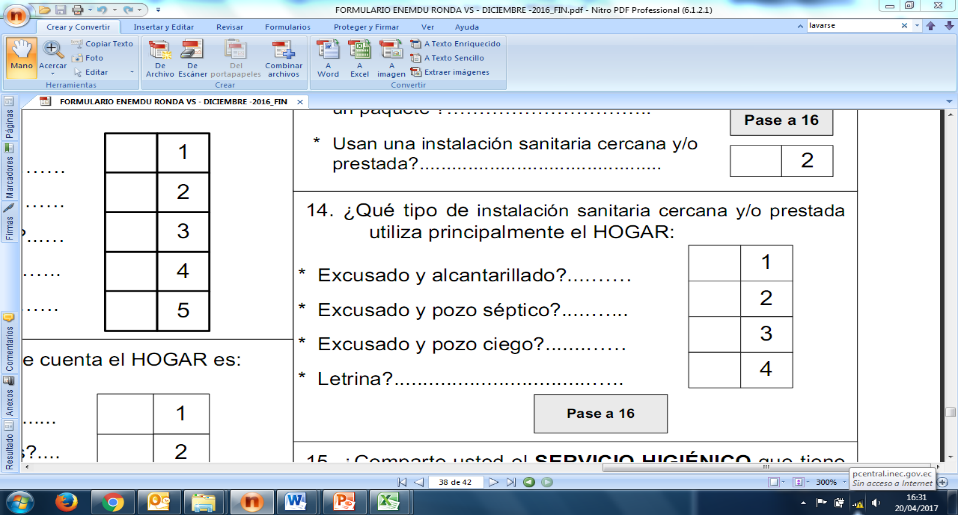 FORMULARIO ENEMDU RONDA VS - DICIEMBRE -2016_FIN.pdf - Nitro PDF Professional (6.1.2.1)
Crear y Convertir Insertar y Editar Revisar Formularios Proteger y Firmar Ver Ayuda
lavarse
Mano
Acercar
Copiar Texto
Foto
Editar
De Archivo
De Escáner
Del portapapeles
Combinar archivos
A Word
A Excel
A imagen
A Texto Enriquecido
A Texto Sencillo
Extraer imágenes
Herramientas Crear Convertir
FORMULARIO ENEMDU RONDA VS - DICIEMBRE -2016_FIN
Páginas
Marcadores
Firmas
Comentarios
Anexos
Resultado
...... 1
...... 2
?...... 3
...... 4
..... 5
e cuenta el HOGAR es:
...... 1
s?.... 2
un paquete ?.................................
Pase a 16
* Usan una instalación sanitaria cercana y/o
prestada?.......................................... 2
14. ¿Qué tipo de instalación sanitaria cercana y/o prestada
utiliza principalmente el HOGAR:
* Excusado y alcantarillado?........... 1
* Excusado y pozo séptico?........... 2
* Excusado y pozo ciego?.............. 3
* Letrina?........................................ 4
Pase a 16
15. ¿Comparte usted el SERVICIO HIGIÉNICO que tiene
38 de 42
300%
pcentral.inec.gov.ec
Sin acceso a Internet
16:31
20/04/2017